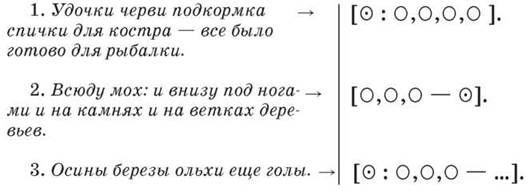 1. Удочки черви подкормка → [⊙ : ○,○,○,○ ].
спички для костра — все было
готово для рыбалки.
2. Всюду мох: и внизу под нога- → [○,○,○ — ⊙].
ми и на камнях и на ветках дере-
вьев.
3. Осины березы ольхи еще голы. → [⊙ : ○,○,○ — ...].